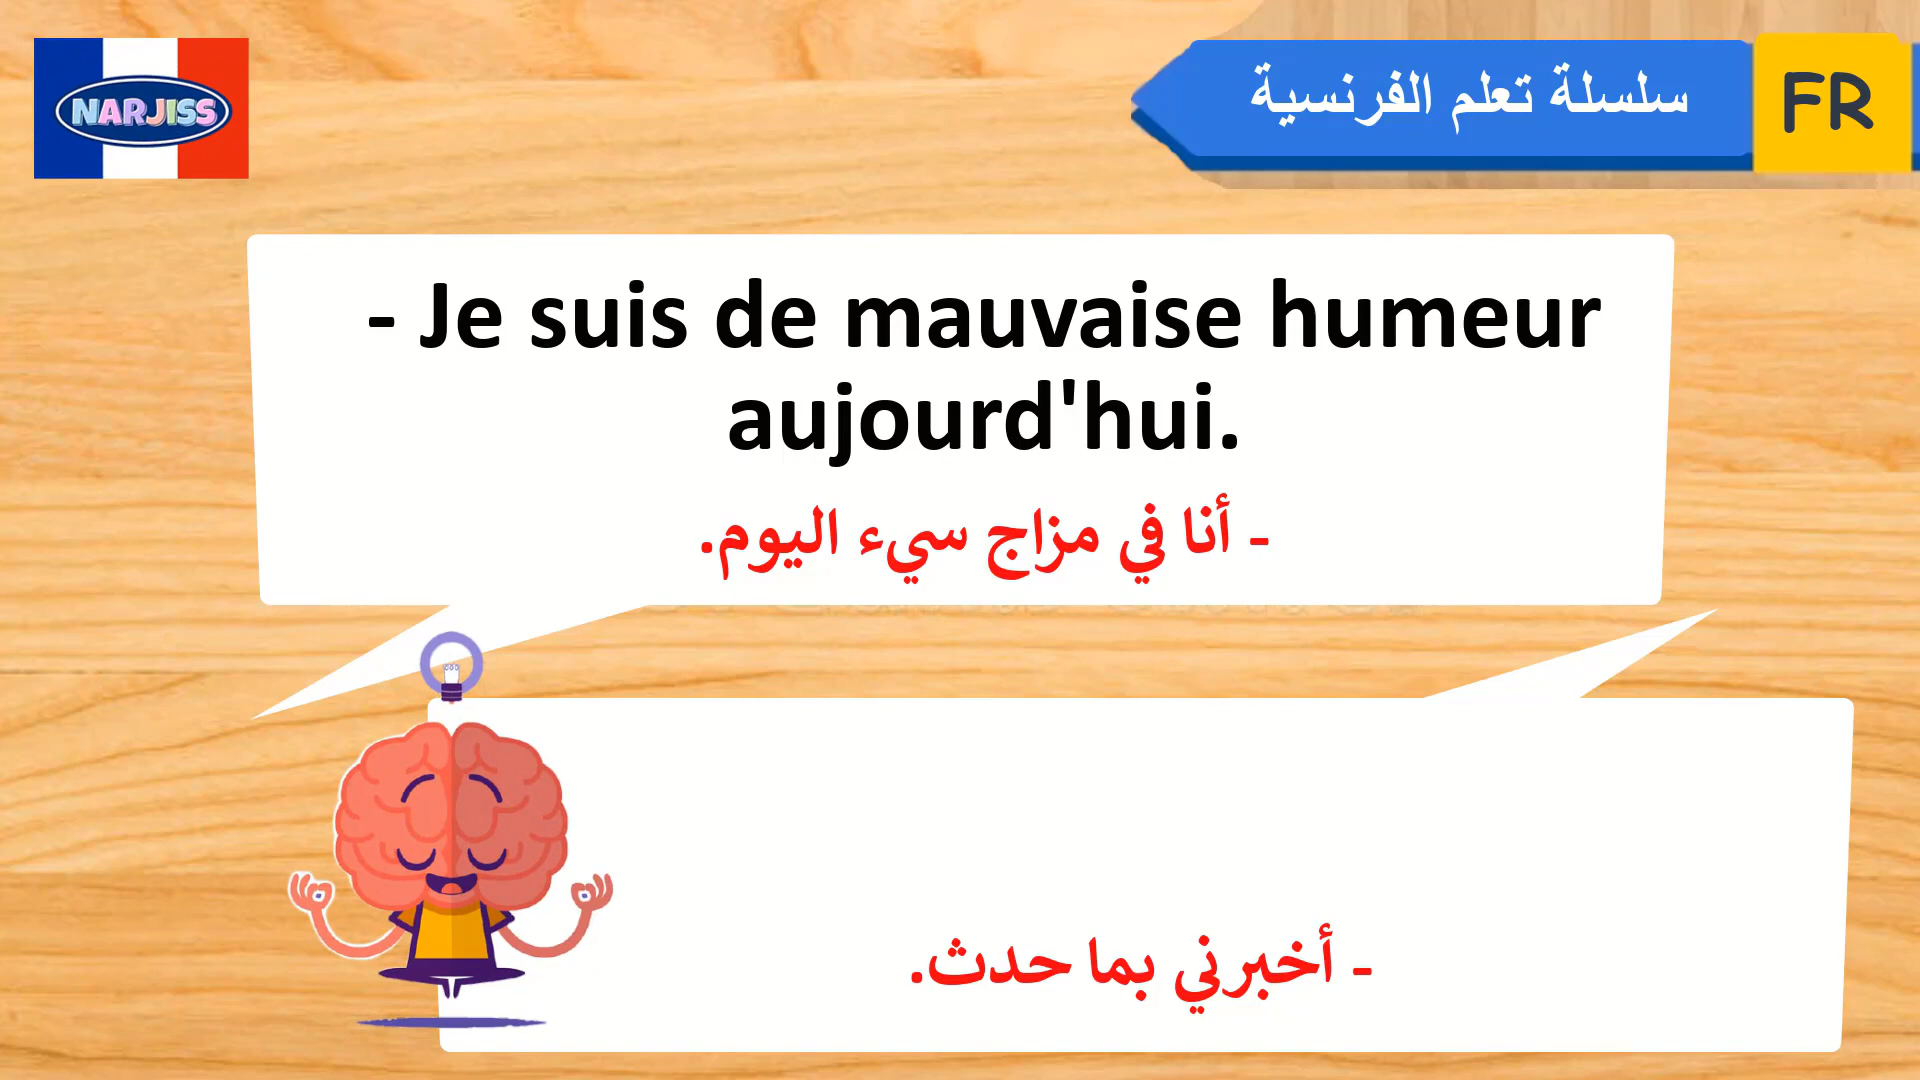 NARJISS
سلسلة تعلم الفرنسية
FR
- Je suis de mauvaise humeur
aujourd'hui.
- أنا في مزاج سيء اليوم.
- أخبرني بما حدث.